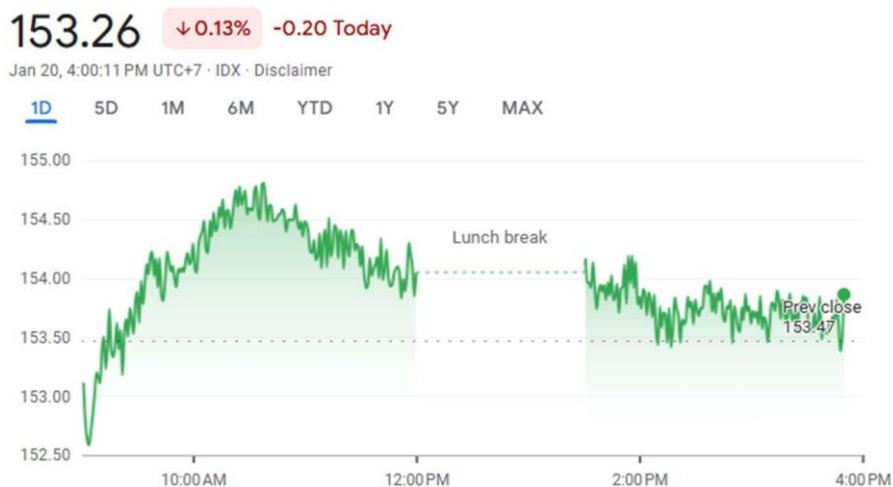 153.26 ↓0.13% -0.20 Today
Jan 20, 4:00:11 PM UTC+7 · IDX · Disclaimer
1D 5D 1M 6M YTD 1Y 5Y MAX
155.00
154.50
Lunch break
154.00
Prev close
153.47
153.50
153.00
152.50
10:00 AM 12:00 PM 2:00 PM 4:00 PM